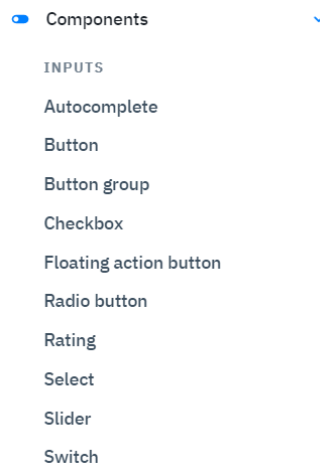 Components
INPUTS
Autocomplete
Button
Button group
Checkbox
Floating action button
Radio button
Rating
Select
Slider
Switch